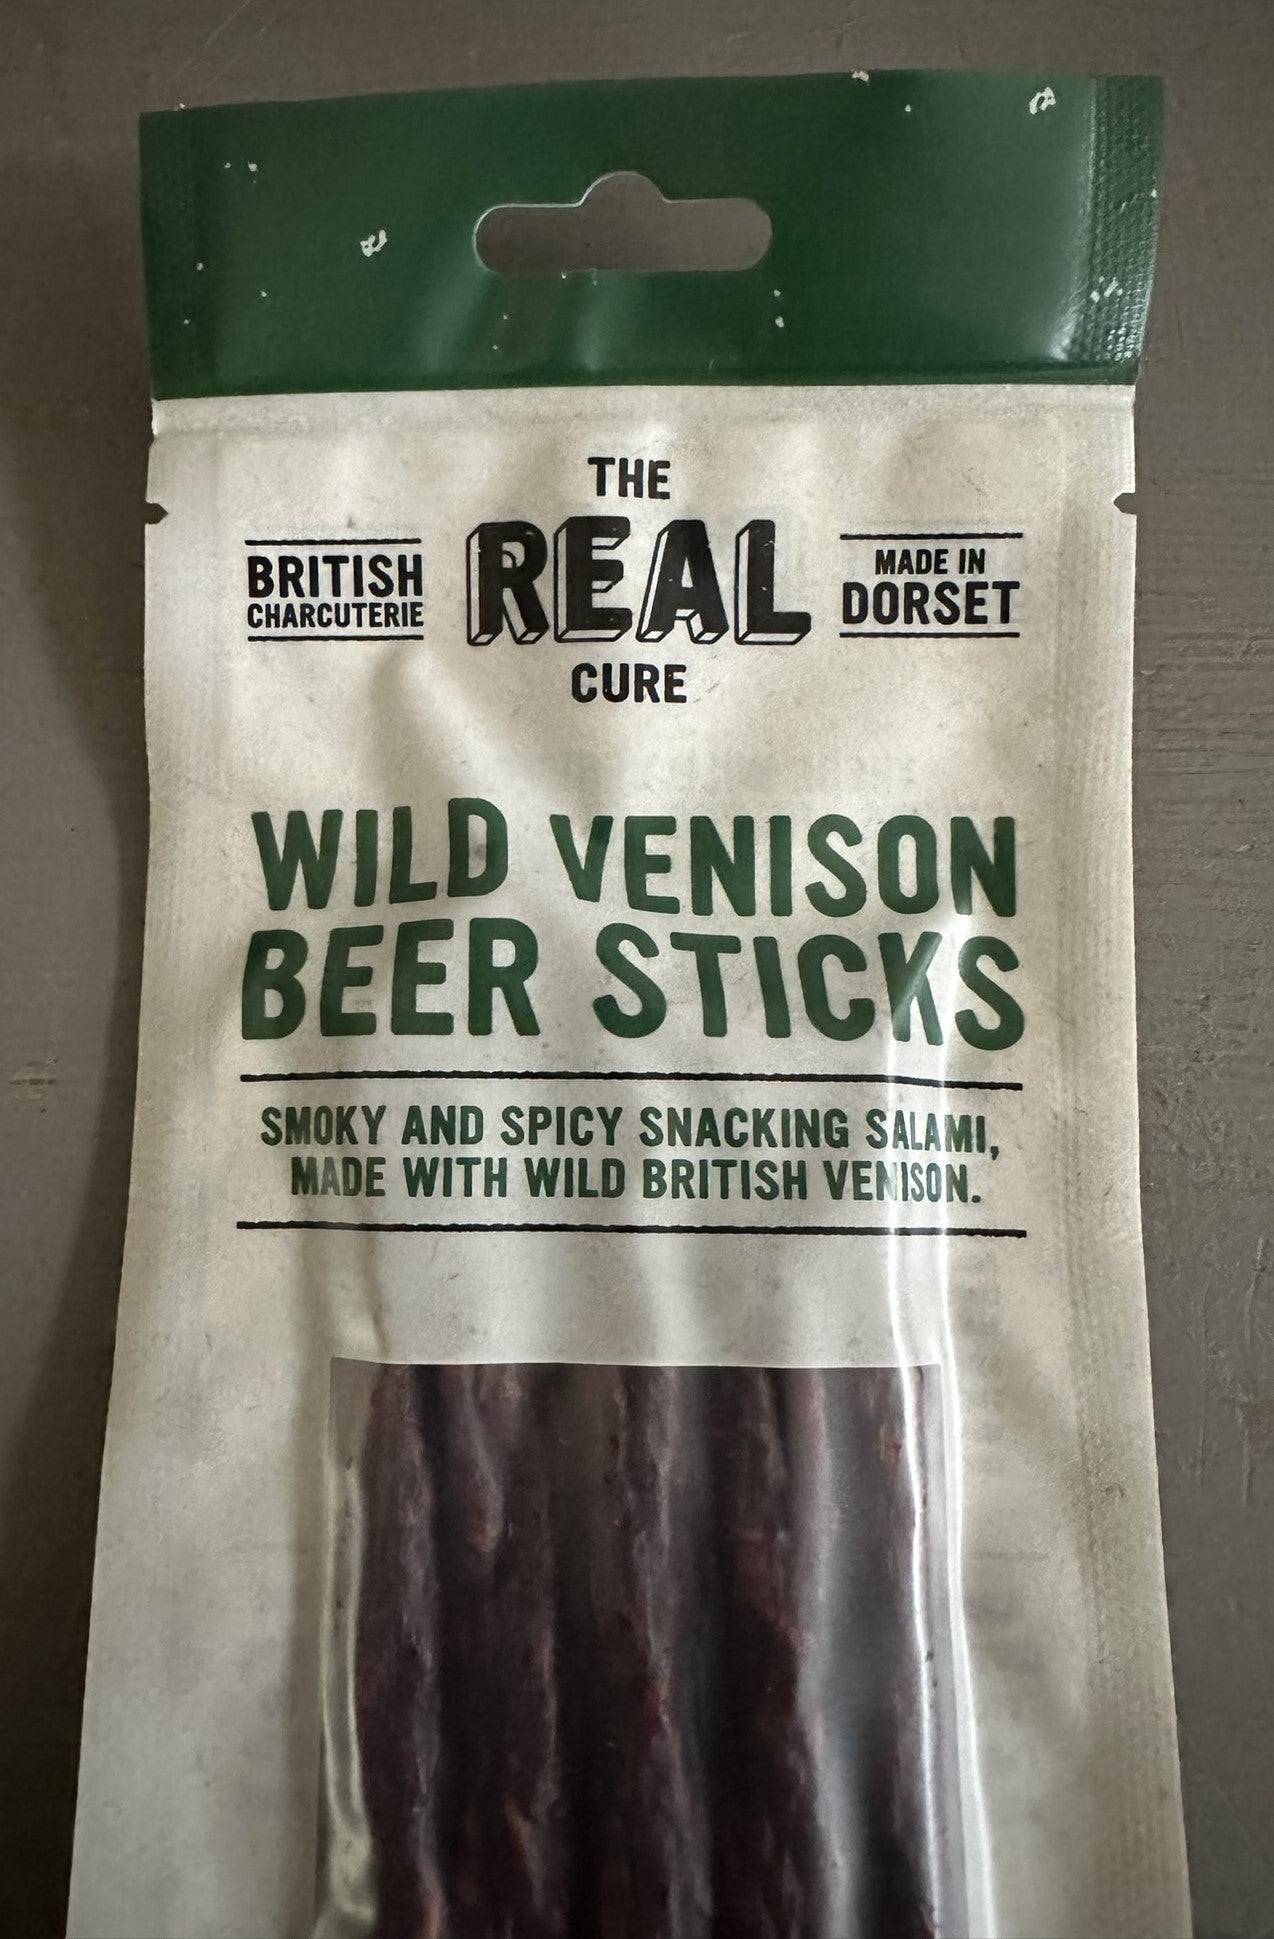 THE
REAL
CURE
BRITISH
CHARCUTERIE
MADE IN
DORSET
WILD VENISON
BEER STICKS
SMOKY AND SPICY SNACKING SALAMI,
MADE WITH WILD BRITISH VENISON.